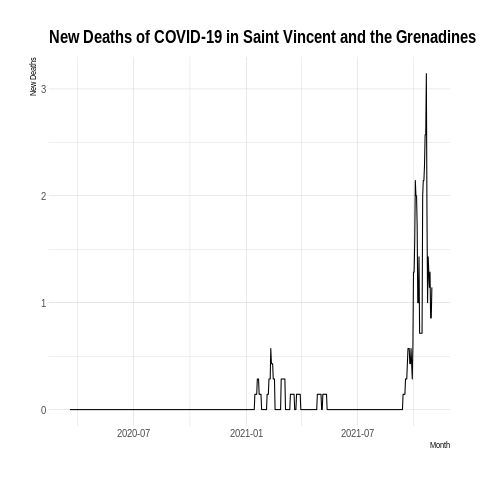 New Deaths of COVID-19 in Saint Vincent and the Grenadines
New Deaths
3
2
1
0
2020-07 2021-01 2021-07
Month